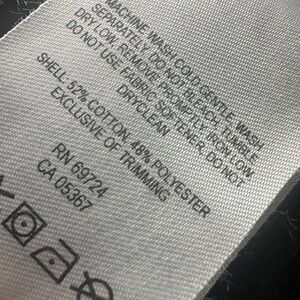 MACHINE WASH COLD GENTLE. WASH
SEPARATELY. DO NOT BLEACH. TUMBLE
DRY LOW. REMOVE PROMPTLY. IRON LOW.
DO NOT USE FABRIC SOFTENER. DO NOT
DRYCLEAN
SHELL: 52% COTTON, 48% POLYESTER
EXCLUSIVE OF TRIMMING
RN 69724
CA 05367